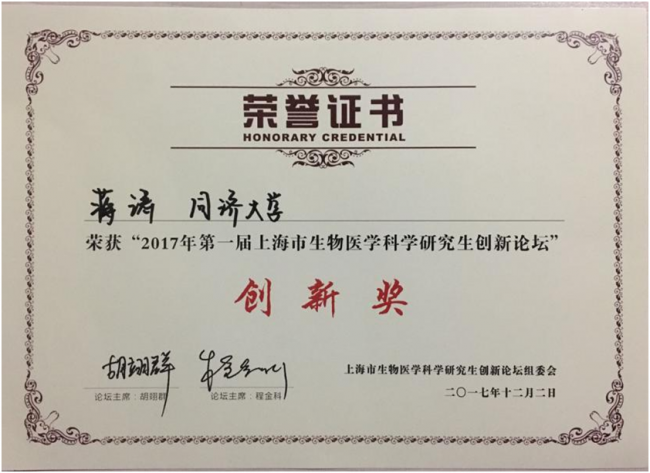 荣誉证书
HONORARY CREDENTIAL
蒋涛 同济大学
荣获“2017年第一届上海市生物医学科学研究生创新论坛”
创新奖
胡翊群
论坛主席：胡翊群 论坛主席：程金科
上海市生物医学科学研究生创新论坛组委会
二〇一七年十二月二日